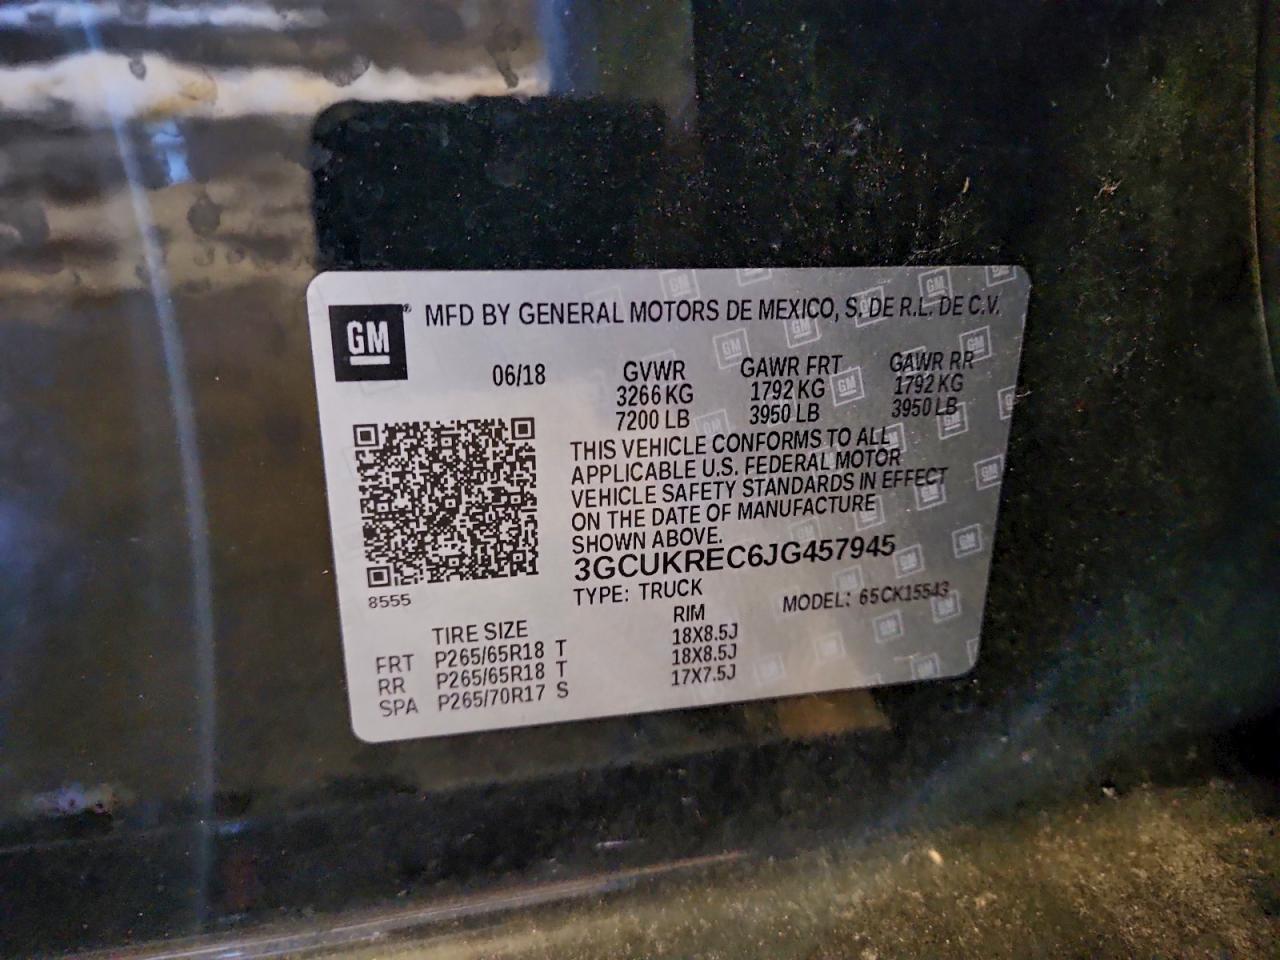 GM
MFD BY GENERAL MOTORS DE MEXICO, S. DE R.L. DE C.V.
06/18 GVWR GAWR FRT GAWR RR
3266 KG 1792 KG 1792 KG
7200 LB 3950 LB 3950 LB
THIS VEHICLE CONFORMS TO ALL
APPLICABLE U.S. FEDERAL MOTOR
VEHICLE SAFETY STANDARDS IN EFFECT
ON THE DATE OF MANUFACTURE
SHOWN ABOVE.
3GCUKREC6JG457945
8555
TYPE: TRUCK MODEL: 65CK15543
TIRE SIZE RIM
FRT P265/65R18 T 18X8.5J
RR P265/65R18 T 18X8.5J
SPA P265/70R17 S 17X7.5J